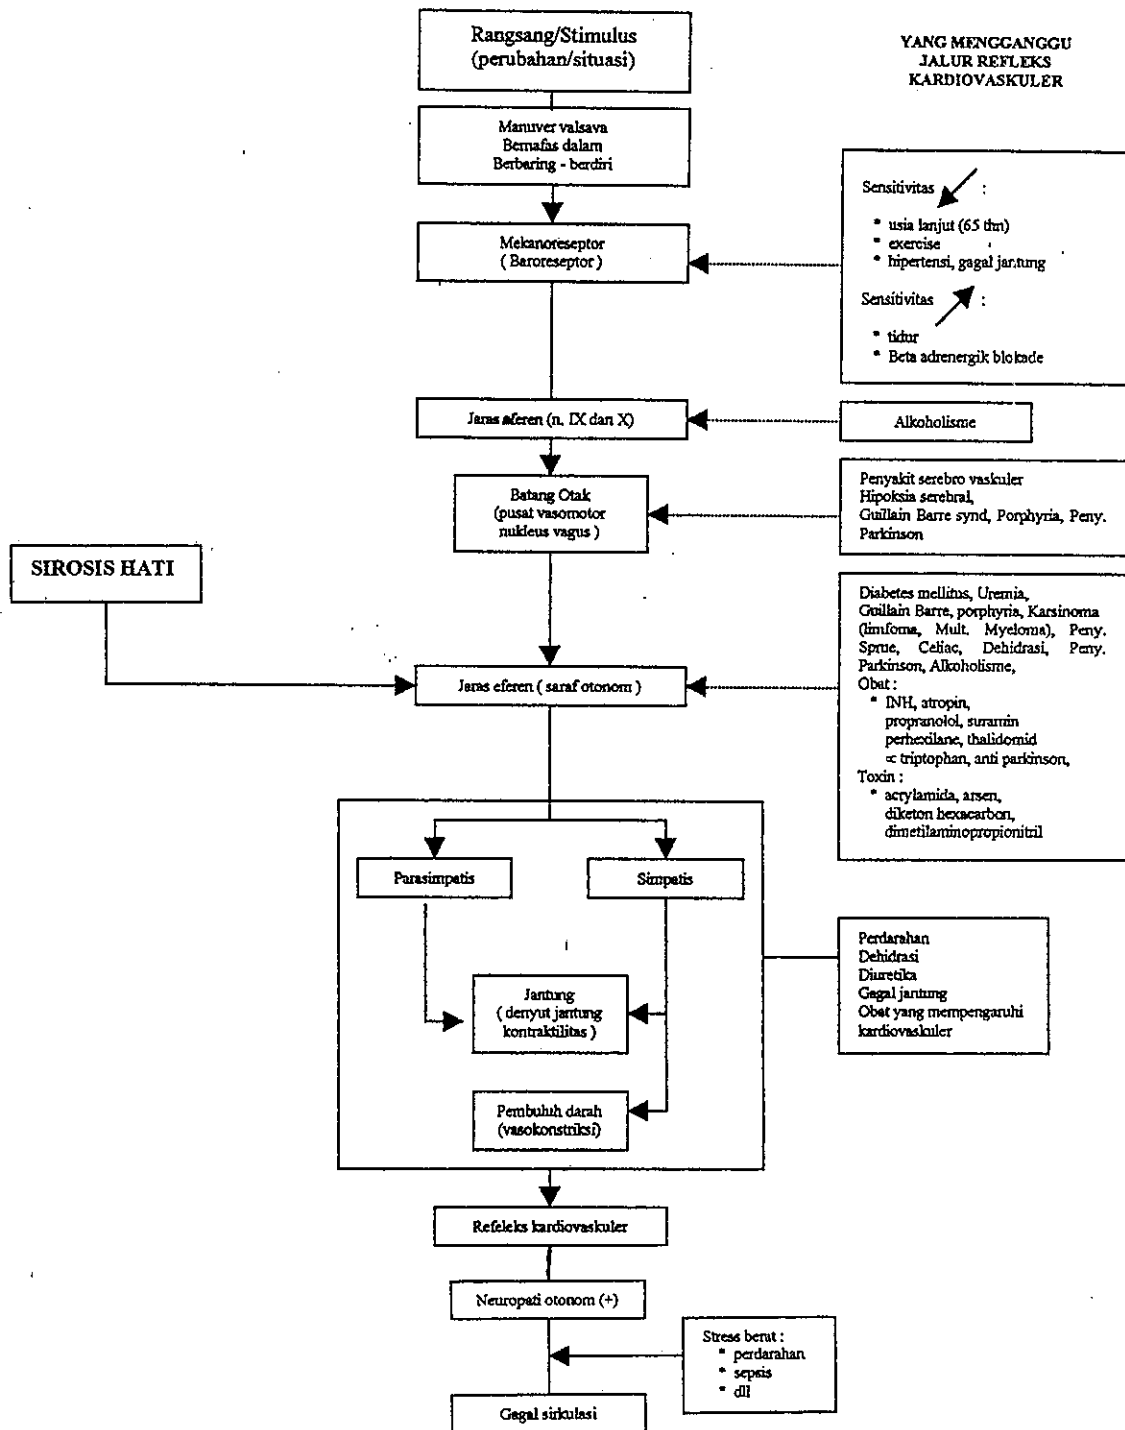 Rangsang/Stimulus
(perubahan/situasi)
YANG MENGGANGGU
JALUR REFLEKS
KARDIOVASKULER
Manuver valsava
Bernafas dalam
Berbaring - berdiri
Mekanoreseptor
( Baroreseptor )
Sensitivitas :
* usia lanjut (65 thn)
* exercise
* hipertensi, gagal jantung
Sensitivitas :
* tidur
* Beta adrenergik blokade
Jaras aferen (n. IX dan X)
Alkoholisme
Batang Otak
(pusat vasomotor
nukleus vagus )
Penyakit serebro vaskuler
Hipoksia serebral,
Guillain Barre synd, Porphyria, Peny.
Parkinson
SIROSIS HATI
Jaras eferen ( saraf otonom )
Diabetes mellitus, Uremia,
Guillain Barre, porphyria, Karsinoma
(limfoma, Mult. Myeloma), Peny.
Sprue, Celiac, Dehidrasi, Peny.
Parkinson, Alkoholisme,
Obat :
* INH, atropin,
propranolol, suramin
perhexilane, thalidomid
∝ triptophan, anti parkinson,
Toxin :
* acrylamida, arsen,
diketon hexacarbon,
dimetilaminopropionitril
Parasimpatis
Simpatis
Jantung
( denyut jantung
kontraktilitas )
Pembuluh darah
(vasokonstriksi)
Perdarahan
Dehidrasi
Diuretika
Gagal jantung
Obat yang mempengaruhi
kardiovaskuler
Refeleks kardiovaskuler
Neuropati otonom (+)
Stress berat :
* perdarahan
* sepsis
* dll
Gagal sirkulasi